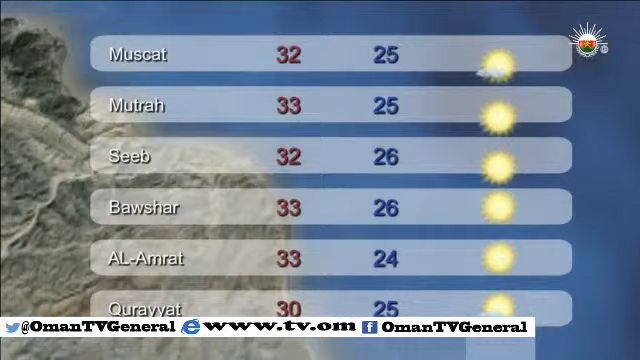 Muscat 32 25
Mutrah 33 25
Seeb 32 26
Bawshar 33 26
AL-Amrat 33 24
Qurayyat 30 25
@OmanTVGeneral www.tv.om OmanTVGeneral